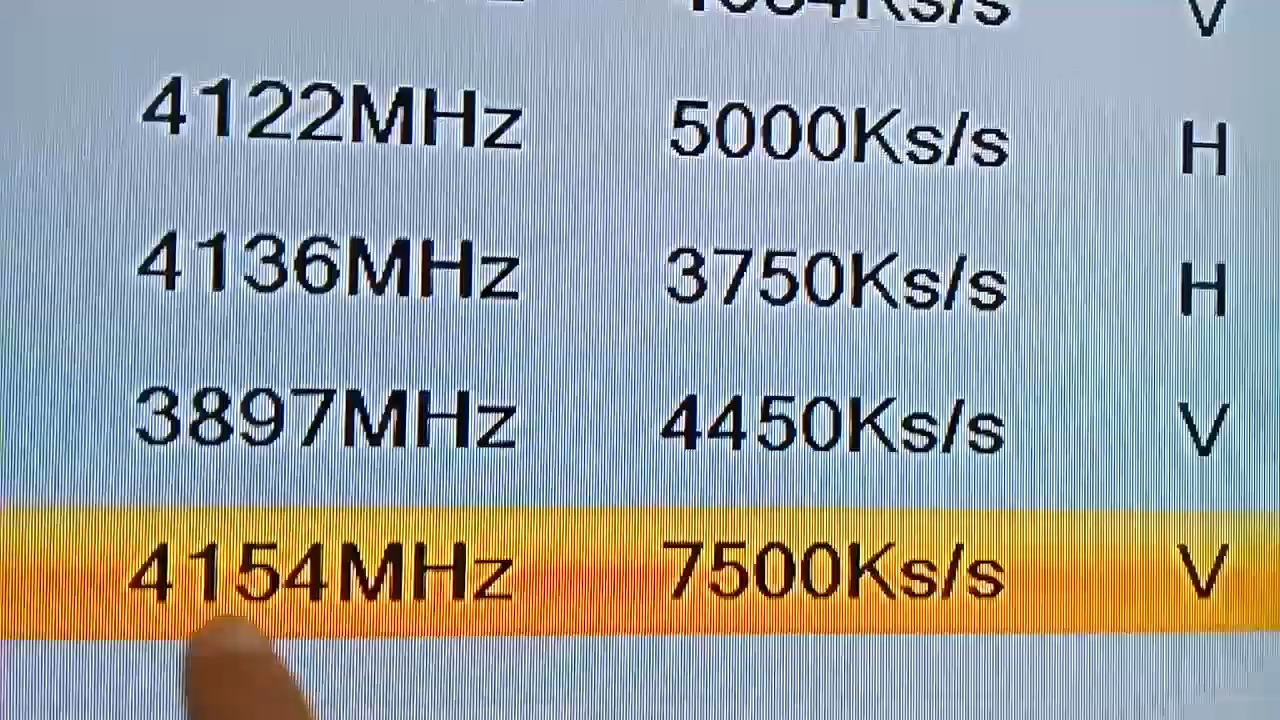 V
4122MHz 5000Ks/s H
4136MHz 3750Ks/s H
3897MHz 4450Ks/s V
4154MHz 7500Ks/s V